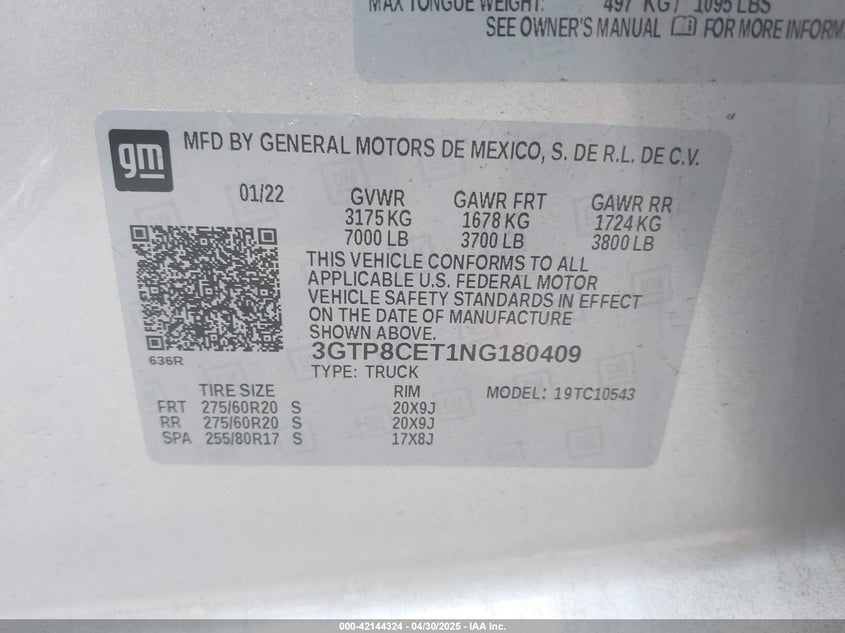 MAX TONGUE WEIGHT: 497 KG / 1095 LBS
SEE OWNER'S MANUAL FOR MORE INFORM
gm
MFD BY GENERAL MOTORS DE MEXICO, S. DE R.L. DE C.V.
01/22 GVWR GAWR FRT GAWR RR
3175 KG 1678 KG 1724 KG
7000 LB 3700 LB 3800 LB
THIS VEHICLE CONFORMS TO ALL
APPLICABLE U.S. FEDERAL MOTOR
VEHICLE SAFETY STANDARDS IN EFFECT
ON THE DATE OF MANUFACTURE
SHOWN ABOVE.
636R
3GTP8CET1NG180409
TYPE: TRUCK
TIRE SIZE RIM MODEL: 19TC10543
FRT 275/60R20 S 20X9J
RR 275/60R20 S 20X9J
SPA 255/80R17 S 17X8J
000-42144324 - 04/30/2025 - IAA Inc.